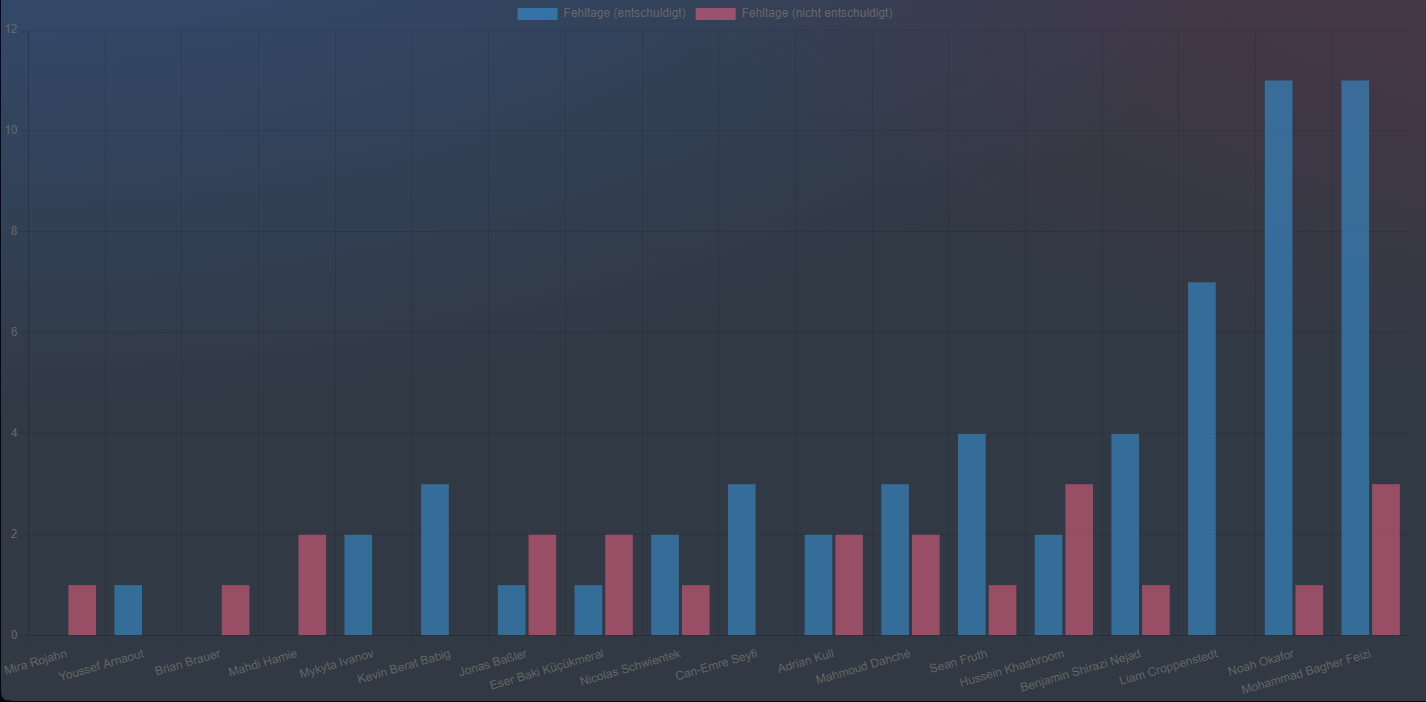 Fehltage (entschuldigt) Fehltage (nicht entschuldigt)
12
10
8
6
4
2
0
Mira Rojahn
Youssef Arnaout
Brian Brauer
Mahdi Hamie
Mykyta Ivanov
Kevin Berat Babig
Jonas Baßler
Eser Baki Küçükmeral
Nicolas Schwientek
Can-Emre Seyfi
Adrian Kull
Mahmoud Dahché
Sean Fruth
Hussein Khashroom
Benjamin Shirazi Nejad
Liam Croppenstedt
Noah Okafor
Mohammad Bagher Feizi